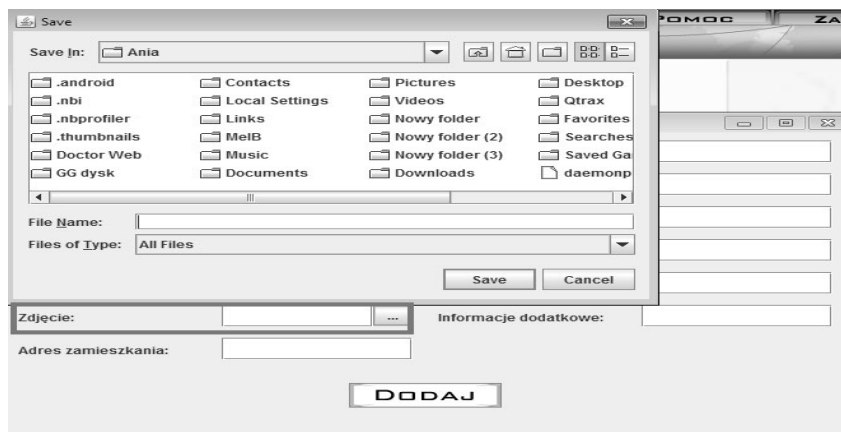 Save
POMOC ZA
Save In: Ania
.android Contacts Pictures Desktop
.nbi Local Settings Videos Qtrax
.nbprofiler Links Nowy folder Favorites
.thumbnails MelB Nowy folder (2) Searches
Doctor Web Music Nowy folder (3) Saved Ga
GG dysk Documents Downloads daemonp
File Name:
Files of Type: All Files
Save Cancel
Zdjęcie: ... Informacje dodatkowe:
Adres zamieszkania:
DODAJ